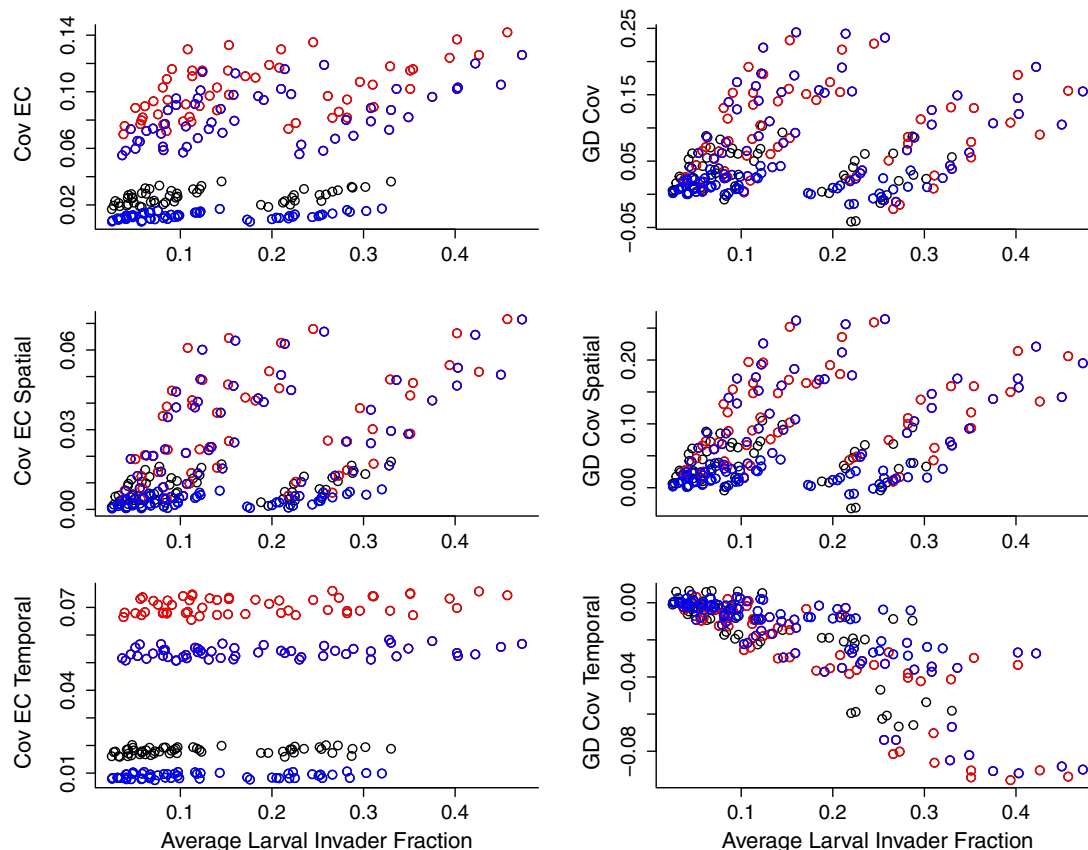 Cov EC
0.02 0.06 0.10 0.14
0.1 0.2 0.3 0.4
GD Cov
-0.05 0.05 0.15 0.25
0.1 0.2 0.3 0.4
Cov EC Spatial
0.00 0.03 0.06
0.1 0.2 0.3 0.4
GD Cov Spatial
0.00 0.10 0.20
0.1 0.2 0.3 0.4
Cov EC Temporal
0.01 0.04 0.07
0.1 0.2 0.3 0.4
Average Larval Invader Fraction
GD Cov Temporal
-0.08 -0.04 0.00
0.1 0.2 0.3 0.4
Average Larval Invader Fraction